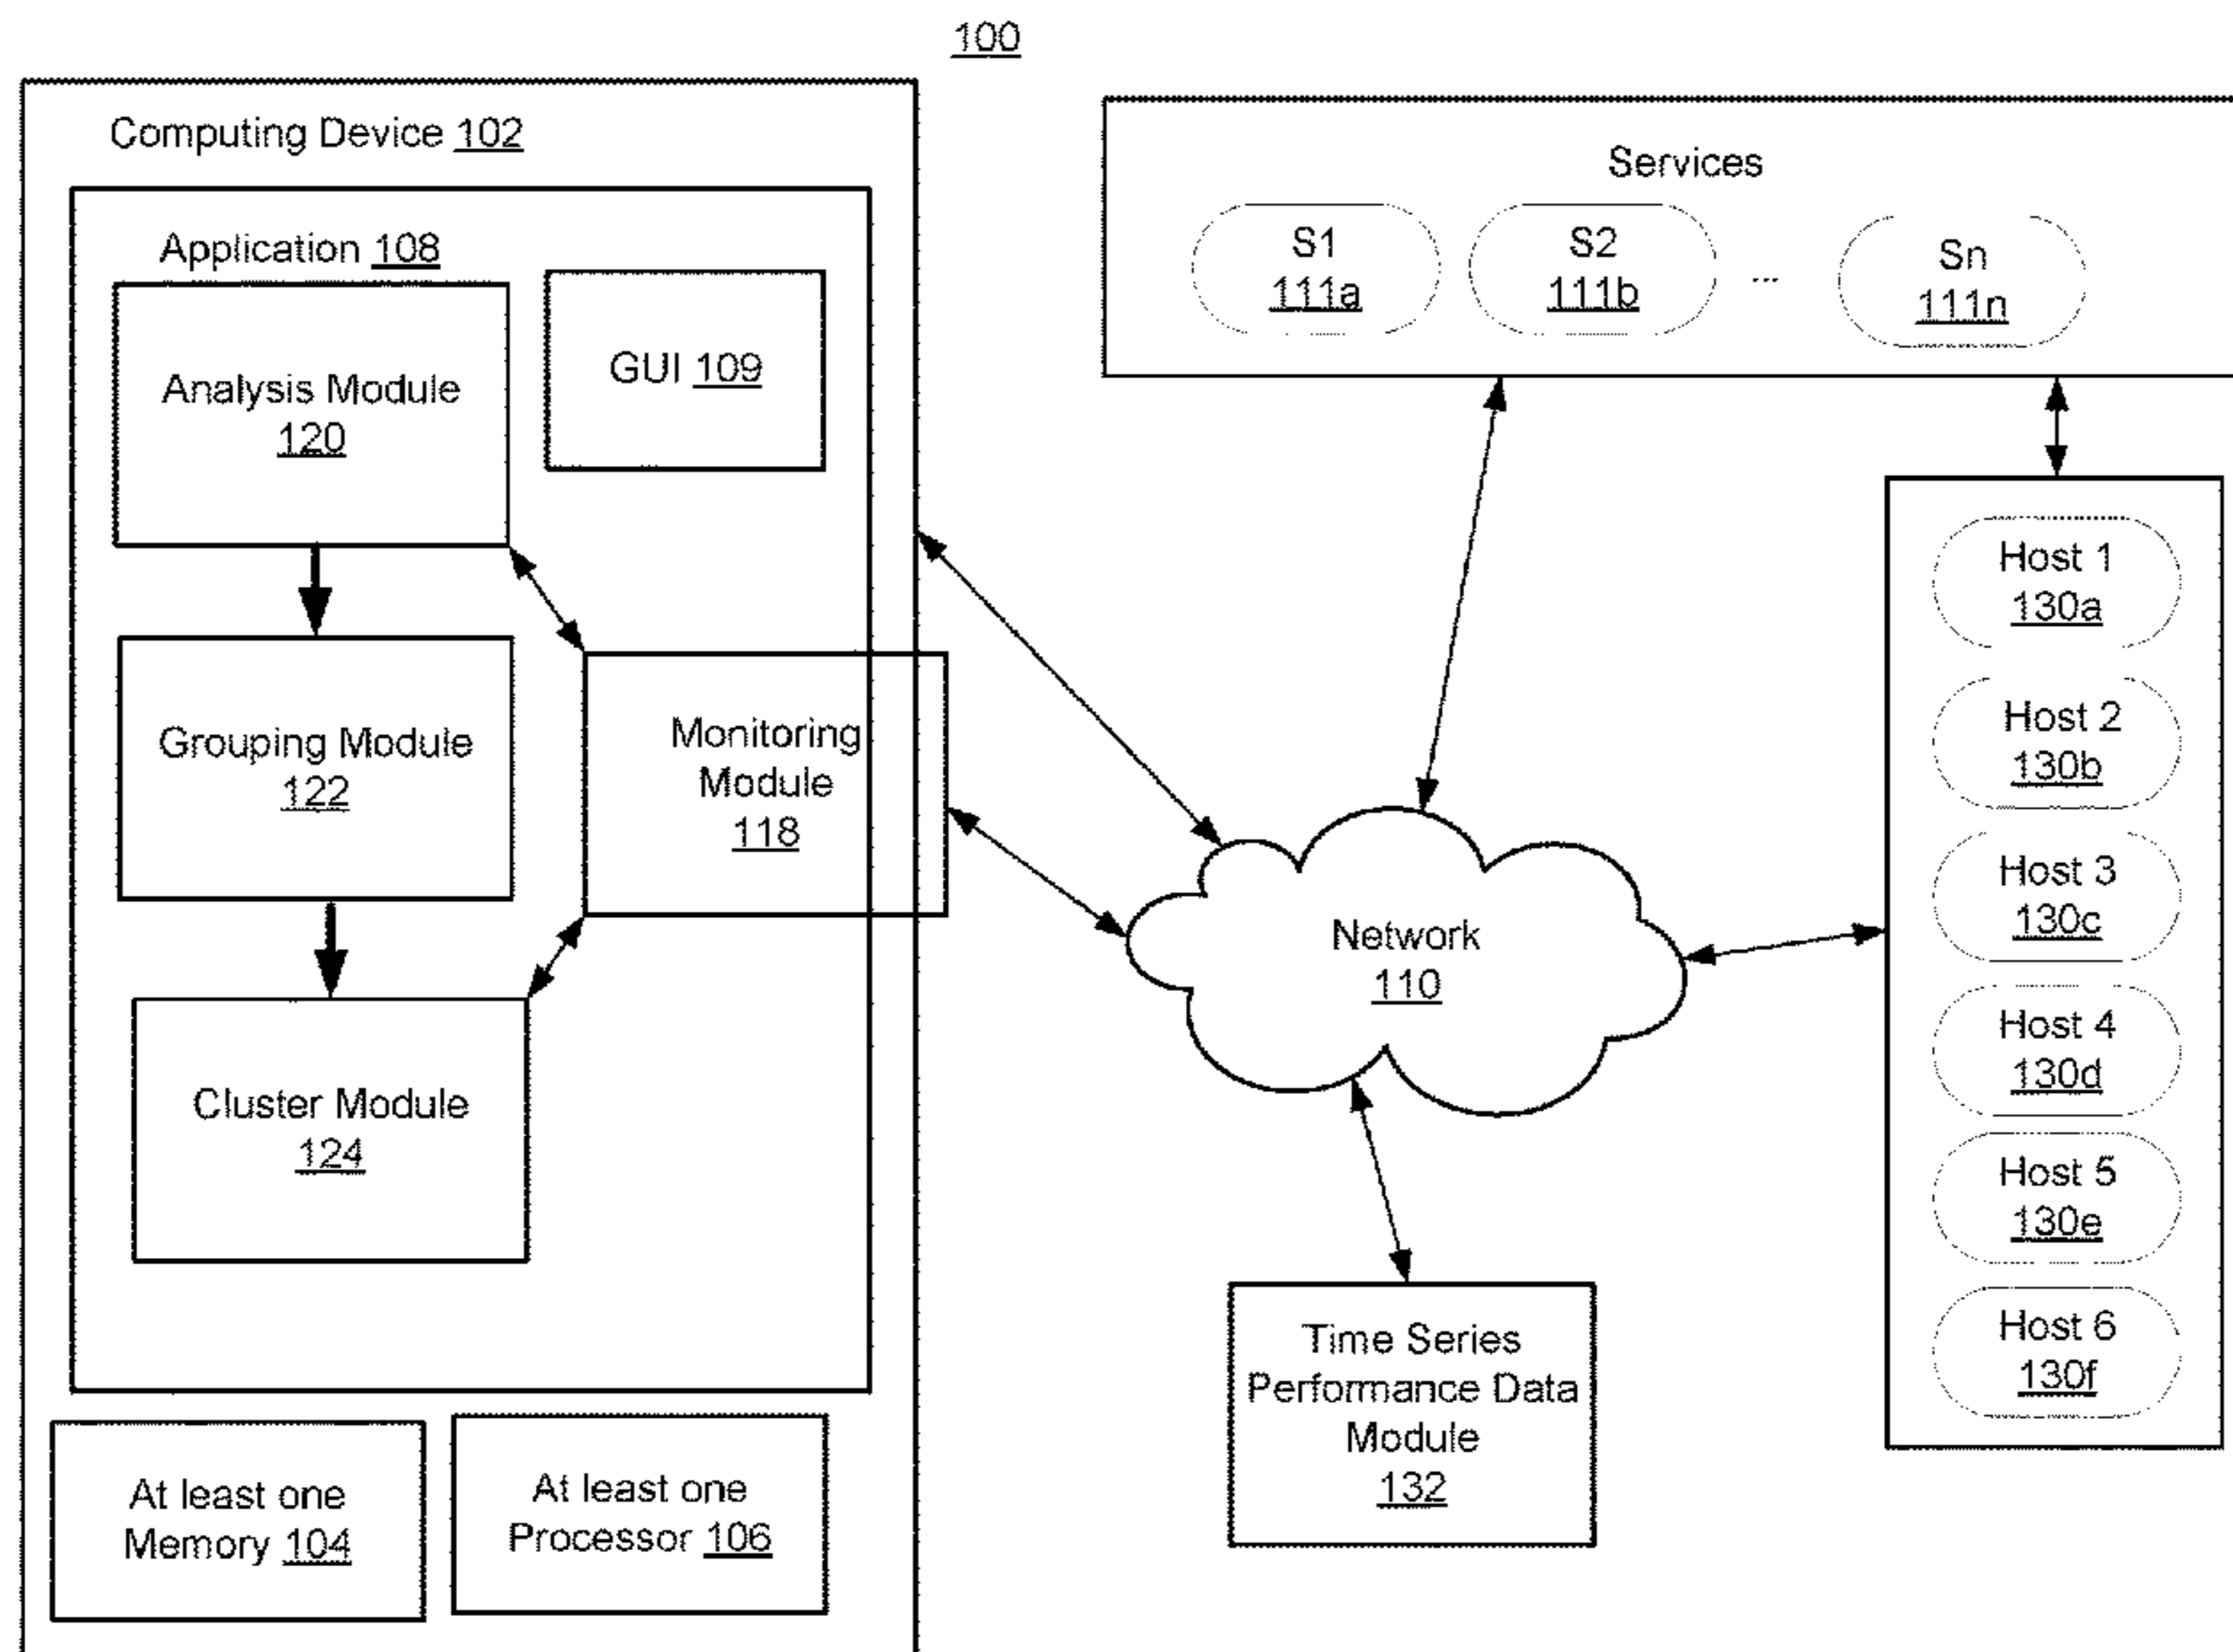 100
Computing Device 102
Application 108
Analysis Module
120
GUI 109
Grouping Module
122
Monitoring
Module
118
Cluster Module
124
At least one
Memory 104
At least one
Processor 106
Services
S1
111a
S2
111b
...
Sn
111n
Network
110
Time Series
Performance Data
Module
132
Host 1
130a
Host 2
130b
Host 3
130c
Host 4
130d
Host 5
130e
Host 6
130f